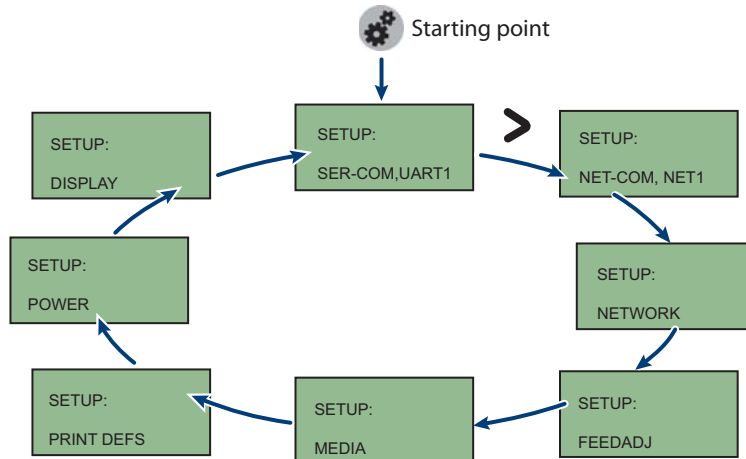 Starting point
SETUP:
SER-COM,UART1
>
SETUP:
NET-COM, NET1
SETUP:
NETWORK
SETUP:
FEEDADJ
SETUP:
MEDIA
SETUP:
PRINT DEFS
SETUP:
POWER
SETUP:
DISPLAY